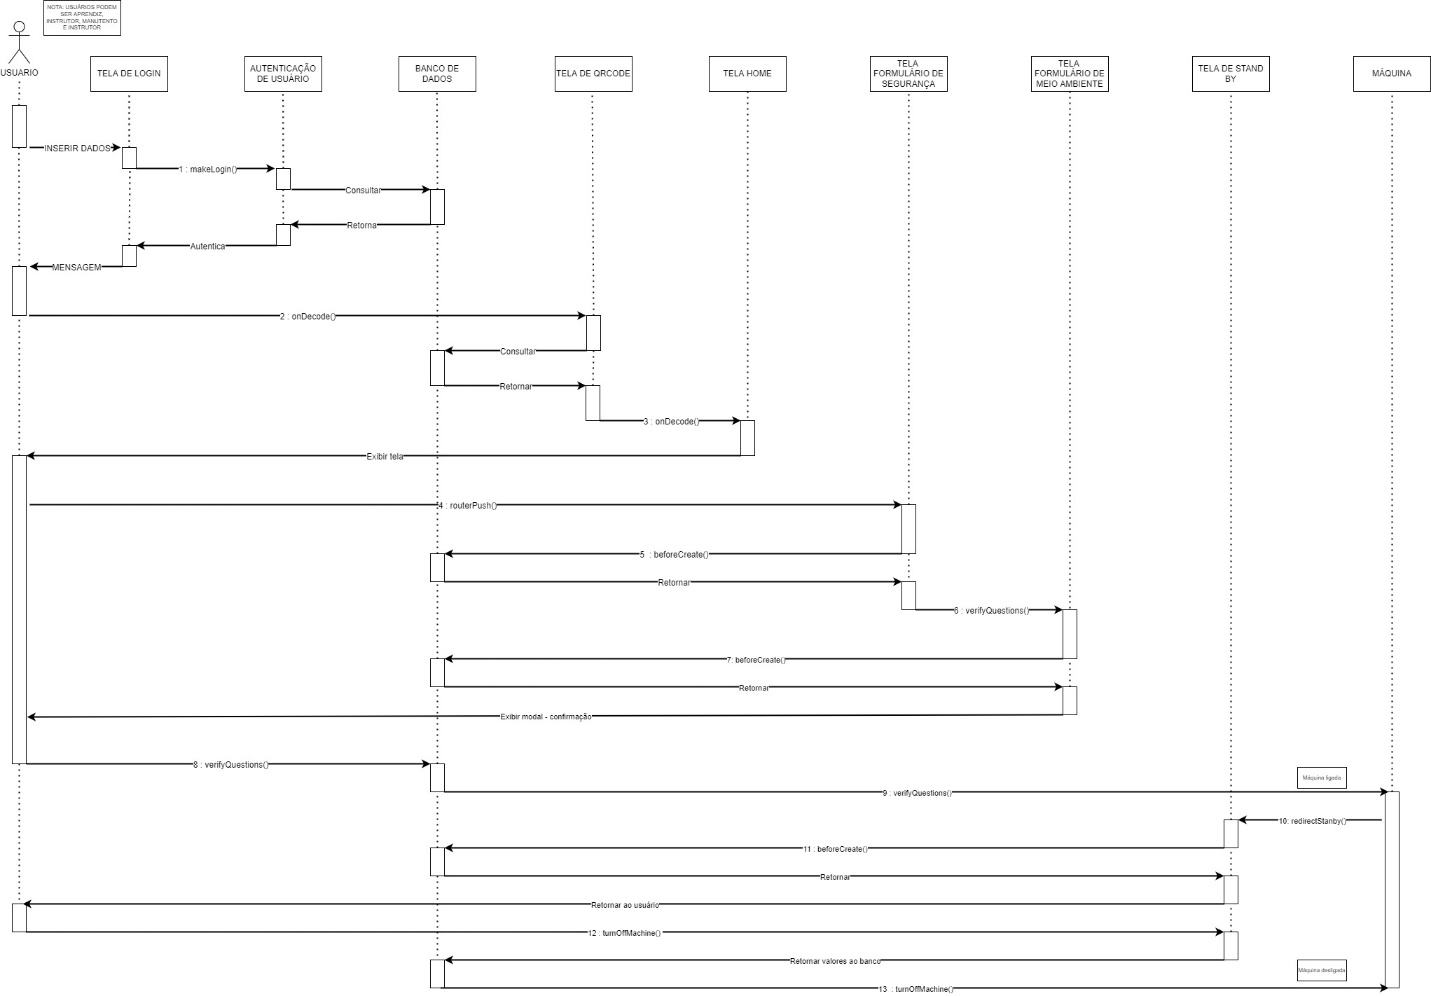 NOTA: USUÁRIOS PODEM
SER APRENDIZ,
INSTRUTOR, MANUTENTO
E INSTRUTOR
USUARIO
TELA DE LOGIN
AUTENTICAÇÃO
DE USUÁRIO
BANCO DE
DADOS
TELA DE QRCODE
TELA HOME
TELA
FORMULÁRIO DE
SEGURANÇA
TELA
FORMULÁRIO DE
MEIO AMBIENTE
TELA DE STAND
BY
MÁQUINA
INSERIR DADOS
1 : makeLogin()
Consultar
Retorna
Autentica
MENSAGEM
2 : onDecode()
Consultar
Retornar
3 : onDecode()
Exibir tela
4 : routerPush()
5 : beforeCreate()
Retornar
6 : verifyQuestions()
7: beforeCreate()
Retornar
Exibir modal - confirmação
8 : verifyQuestions()
Máquina ligada
9 : verifyQuestions()
10: redirectStanby()
11 : beforeCreate()
Retornar
Retornar ao usuário
12 : turnOffMachine()
Retornar valores ao banco
Máquina desligada
13 : turnOffMachine()